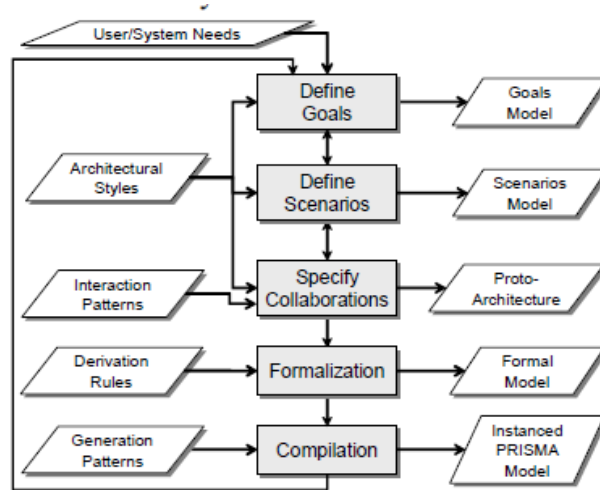 User/System Needs
Define
Goals
Goals
Model
Architectural
Styles
Define
Scenarios
Scenarios
Model
Interaction
Patterns
Specify
Collaborations
Proto-
Architecture
Derivation
Rules
Formalization
Formal
Model
Generation
Patterns
Compilation
Instanced
PRISMA
Model